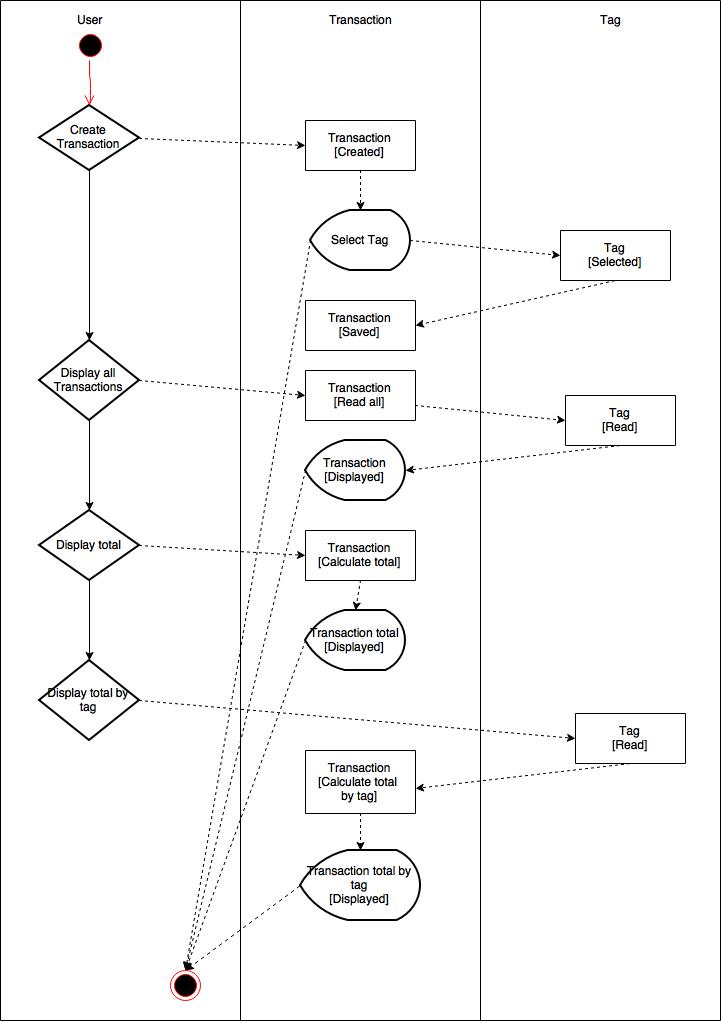 User
Transaction
Tag
Create
Transaction
Transaction
[Created]
Select Tag
Tag
[Selected]
Transaction
[Saved]
Display all
Transactions
Transaction
[Read all]
Tag
[Read]
Transaction
[Displayed]
Display total
Transaction
[Calculate total]
Transaction total
[Displayed]
Display total by
tag
Tag
[Read]
Transaction
[Calculate total
by tag]
Transaction total by
tag
[Displayed]